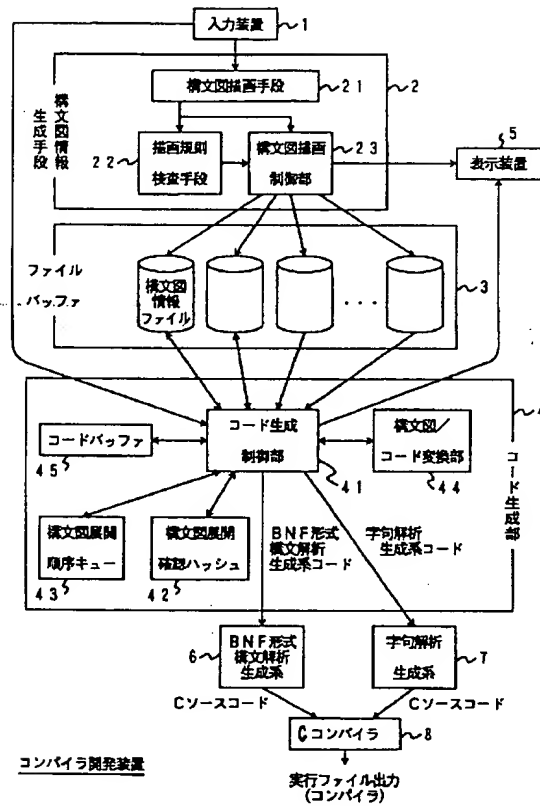 入力装置
1
構文図描画手段
21
2
構文図情報
生成手段
22
描画規則
検査手段
構文図描画
制御部
23
5
表示装置
ファイル
バッファ
構文図
情報
ファイル
...
3
4
コードバッファ
45
コード生成
制御部
41
構文図/
コード変換部
44
コード生成部
構文図展開
順序キュー
43
構文図展開
確認ハッシュ
42
BNF形式
構文解析
生成系コード
字句解析
生成系コード
6
BNF形式
構文解析
生成系
字句解析
生成系
7
Cソースコード
Cソースコード
Cコンパイラ
8
コンパイラ開発装置
実行ファイル出力
(コンパイラ)